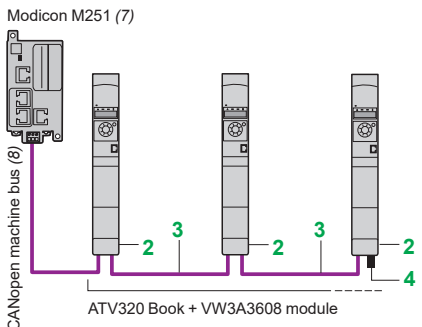 Modicon M251 (7)
CANopen machine bus (8)
2
3
2
3
2
4
ATV320 Book + VW3A3608 module